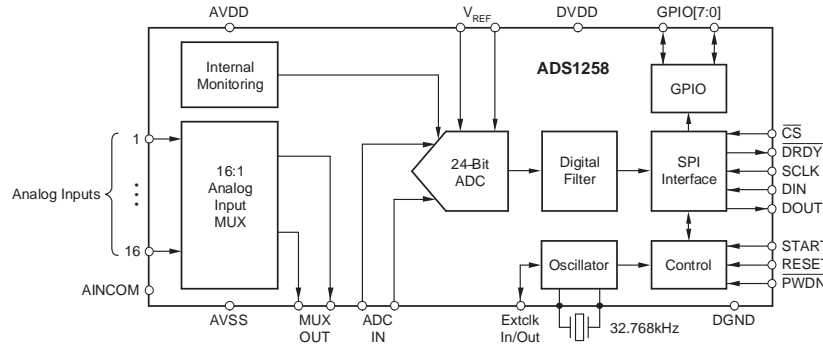 AVDD
VREF
DVDD
GPIO[7:0]
Internal
Monitoring
ADS1258
GPIO
1
16:1
Analog
Input
MUX
Analog Inputs
16
24-Bit
ADC
Digital
Filter
SPI
Interface
CS
DRDY
SCLK
DIN
DOUT
Oscillator
Control
START
RESET
PWDN
AINCOM
AVSS
MUX
OUT
ADC
IN
Extclk
In/Out
32.768kHz
DGND